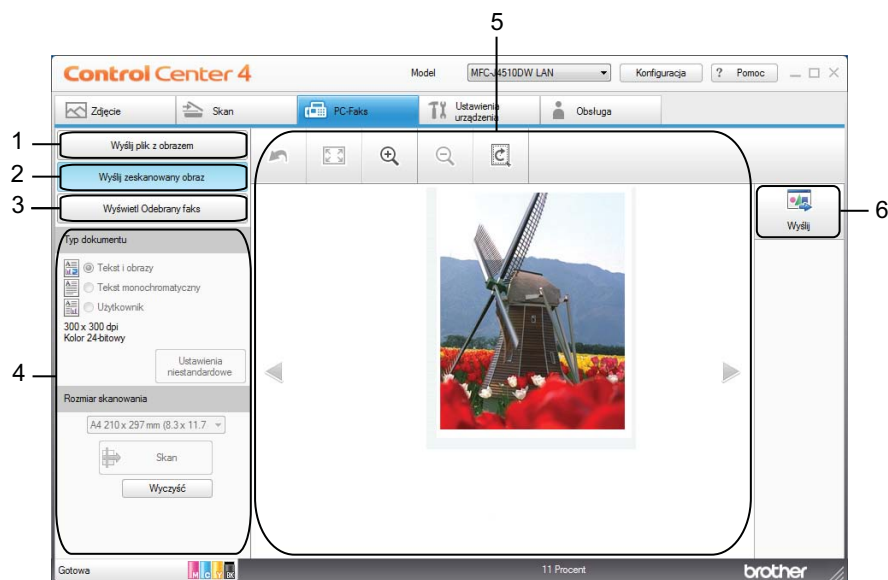 5
Control Center 4
Model MFC-J4510DW LAN Konfiguracja ? Pomoc
Zdjęcie Skan PC-Faks Ustawienia urządzenia Obsługa
1 Wyślij plik z obrazem
2 Wyślij zeskanowany obraz
3 Wyświetl Odebrany faks
Wyślij 6
Typ dokumentu
Tekst i obrazy
Tekst monochromatyczny
Użytkownik
300 x 300 dpi
Kolor 24-bitowy
Ustawienia
niestandardowe
4
Rozmiar skanowania
A4 210 x 297 mm (8.3 x 11.7
Skan
Wyczyść
Gotowa M C Y BK 11 Procent brother